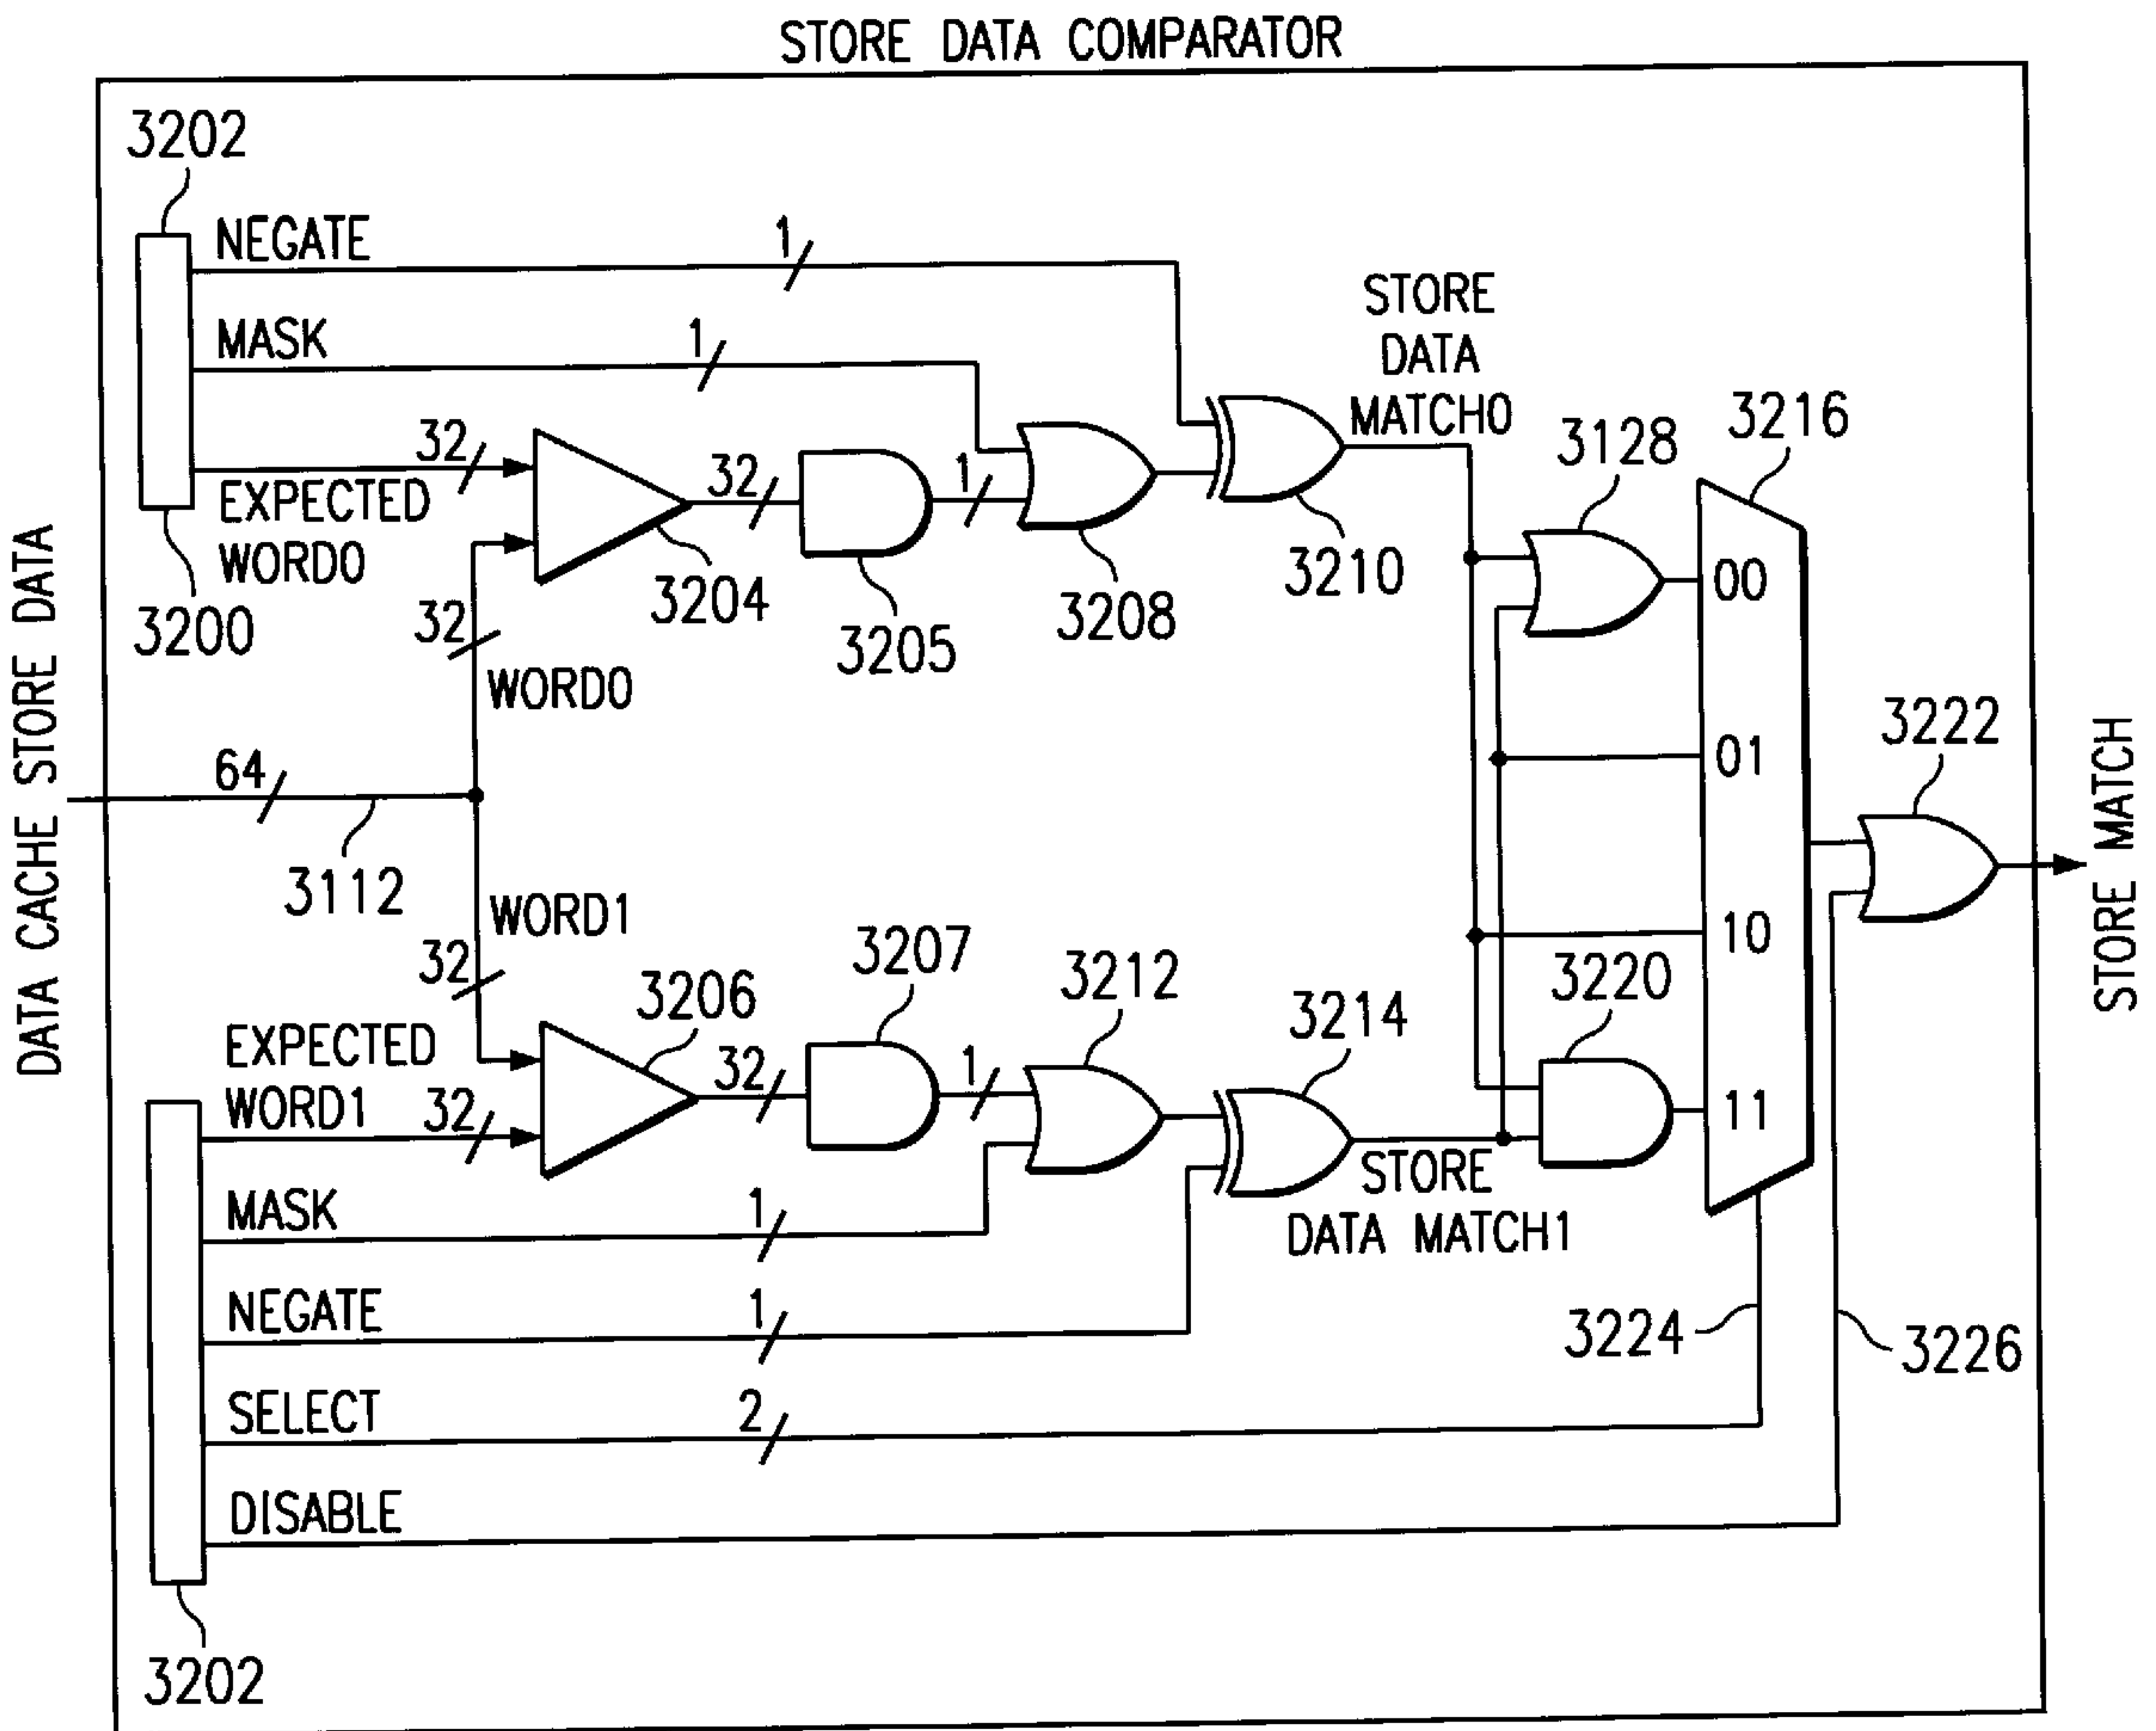 STORE DATA COMPARATOR
3202
NEGATE
1
MASK
1
STORE
DATA
MATCH0
32
EXPECTED
WORD0
3200
32
1
3204
3205
3208
3210
3128
3216
00
32
WORD0
DATA CACHE STORE DATA
64
3112
01
3222
STORE MATCH
WORD1
32
10
3206
3207
3212
3214
3220
EXPECTED
WORD1
32
32
1
11
STORE
DATA MATCH1
MASK
1
NEGATE
1
3224
3226
SELECT
2
DISABLE
3202